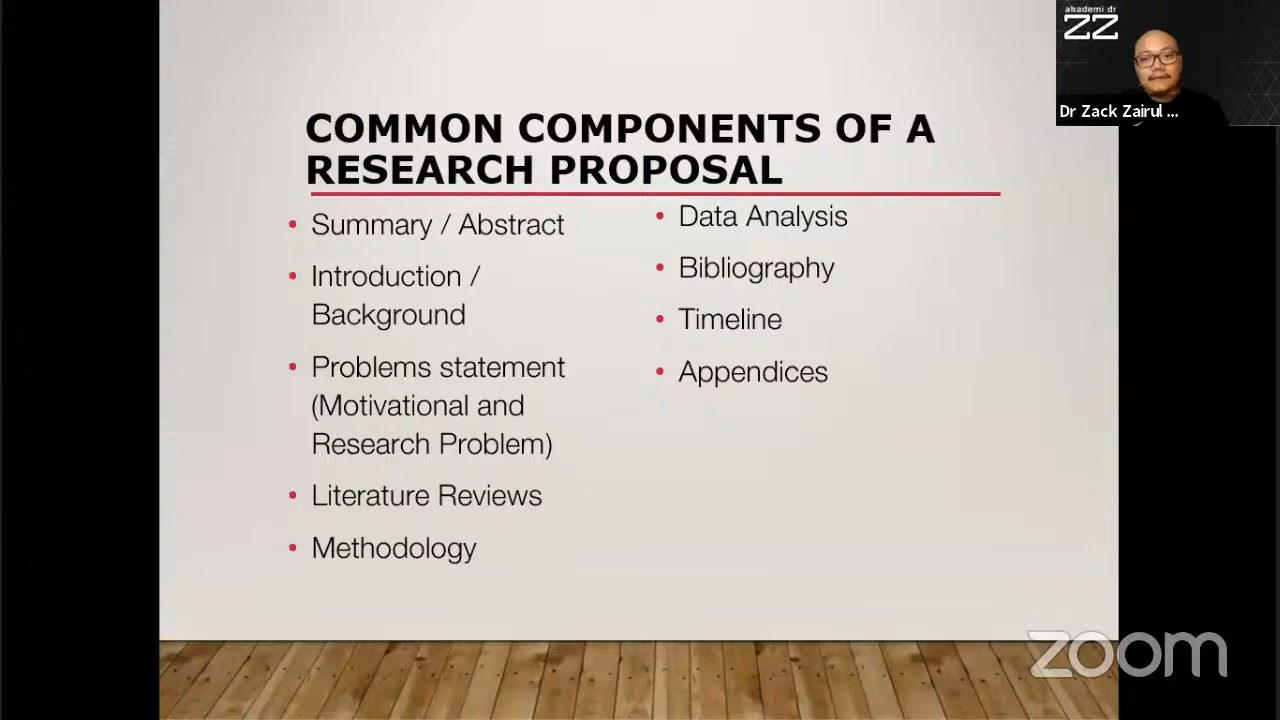 COMMON COMPONENTS OF A
RESEARCH PROPOSAL
• Summary / Abstract
• Introduction /
Background
• Problems statement
(Motivational and
Research Problem)
• Literature Reviews
• Methodology
• Data Analysis
• Bibliography
• Timeline
• Appendices
akademi dr
ZZ
Dr Zack Zairul ...
zoom